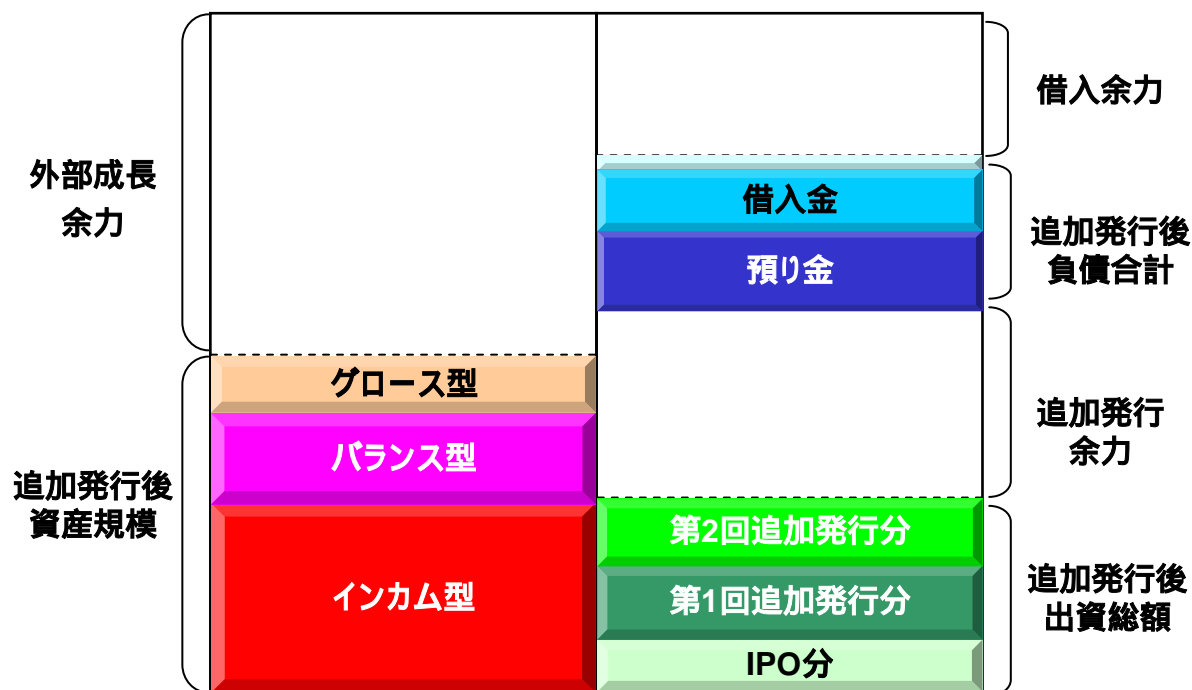 外部成長
余力
追加発行後
資産規模
グロース型
バランス型
インカム型
借入金
預り金
第2回追加発行分
第1回追加発行分
IPO分
借入余力
追加発行後
負債合計
追加発行
余力
追加発行後
出資総額